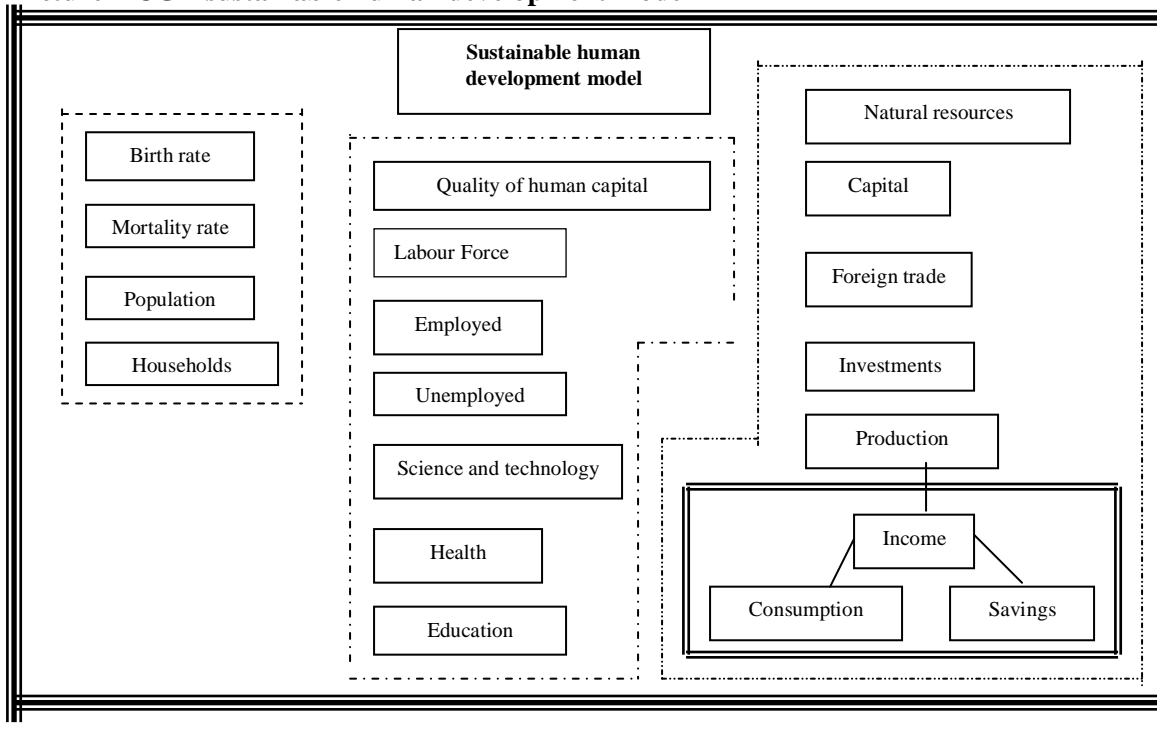 Sustainable human
development model
Birth rate
Mortality rate
Population
Households
Quality of human capital
Labour Force
Employed
Unemployed
Science and technology
Health
Education
Natural resources
Capital
Foreign trade
Investments
Production
Income
Consumption
Savings